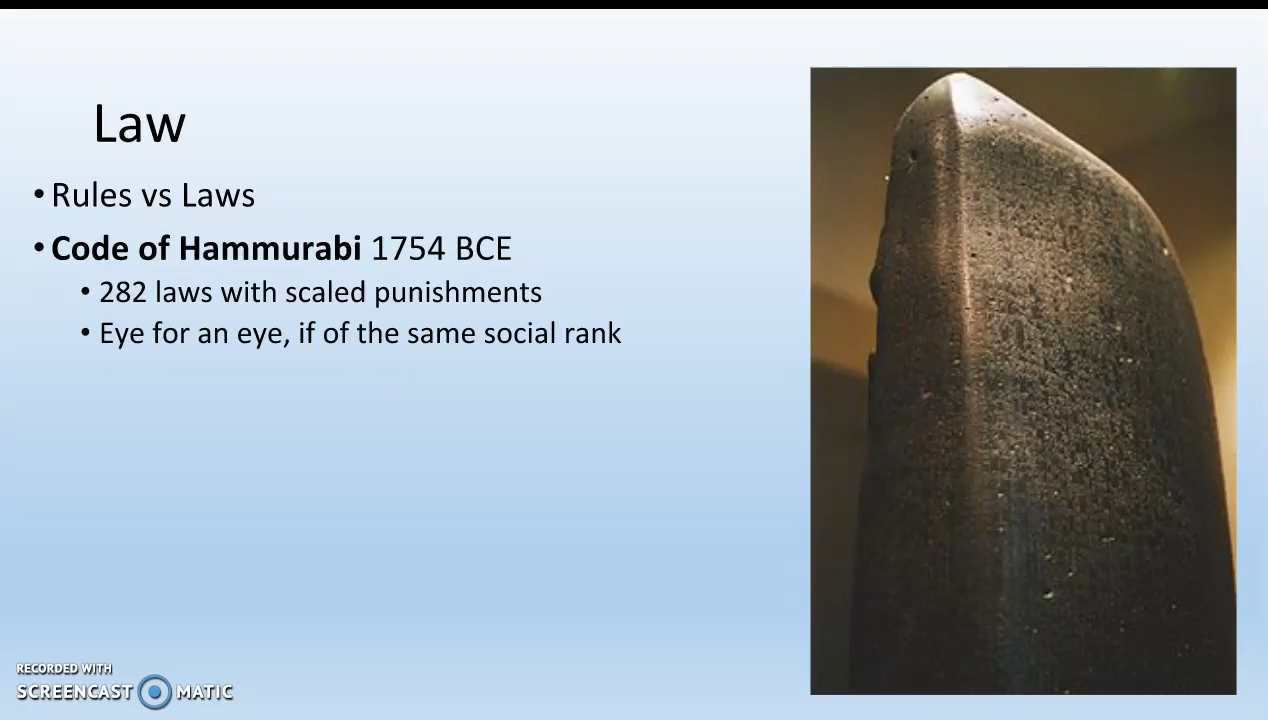 Law
• Rules vs Laws
• Code of Hammurabi 1754 BCE
• 282 laws with scaled punishments
• Eye for an eye, if of the same social rank
RECORDED WITH
SCREENCAST MATIC